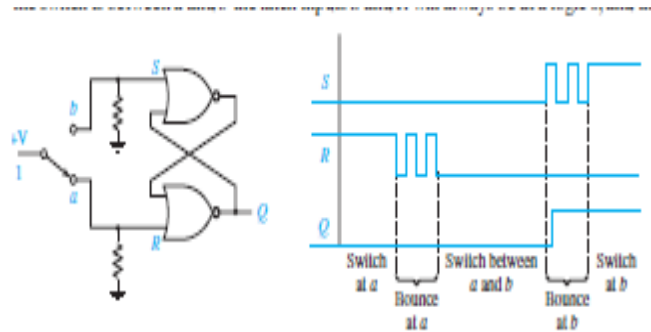 S
b
+V
1
a
R
Q
S
R
Q
Switch
at a
Bounce
at a
Switch between
a and b
Bounce
at b
Switch
at b